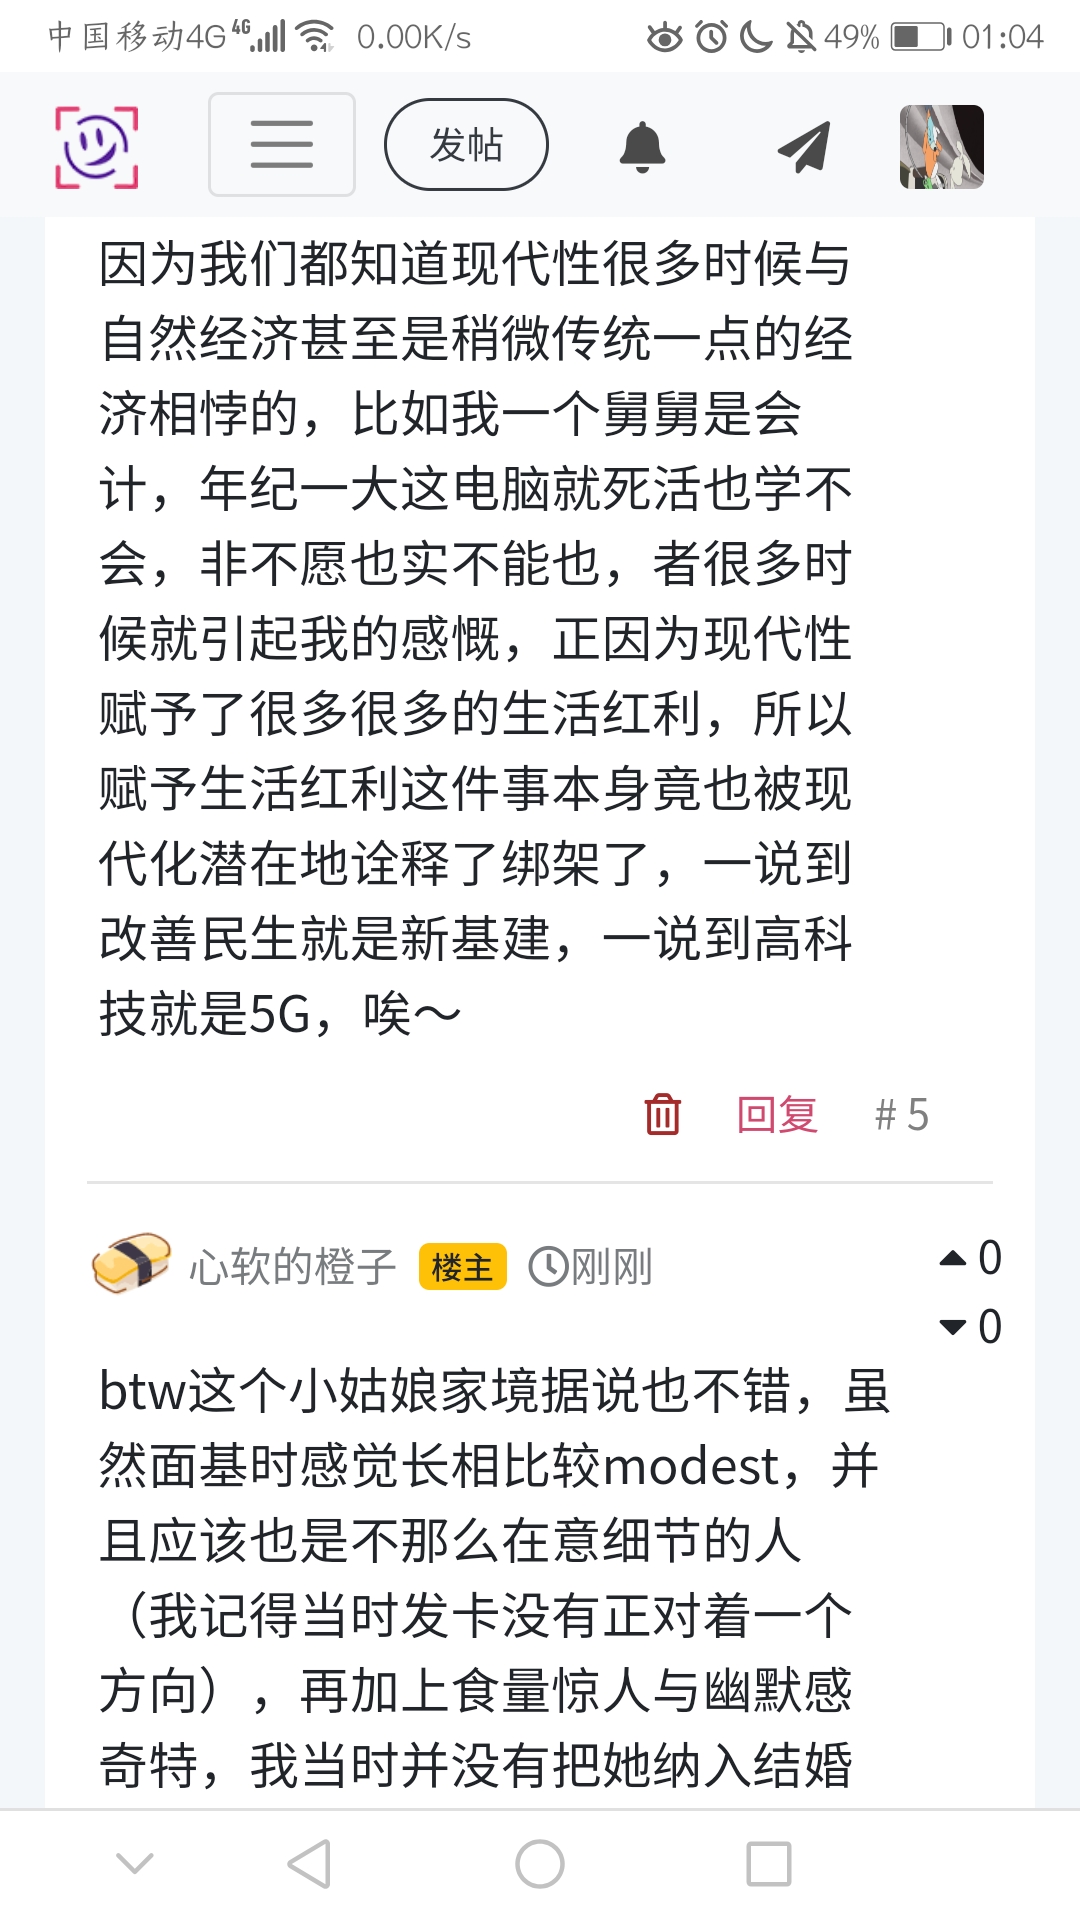 中国移动4G 4G 0.00K/s 49% 01:04
发帖
因为我们都知道现代性很多时候与
自然经济甚至是稍微传统一点的经
济相悖的，比如我一个舅舅是会
计，年纪一大这电脑就死活也学不
会，非不愿也实不能也，者很多时
候就引起我的感慨，正因为现代性
赋予了很多很多的生活红利，所以
赋予生活红利这件事本身竟也被现
代化潜在地诠释了绑架了，一说到
改善民生就是新基建，一说到高科
技就是5G，唉～
回复 #5
心软的橙子 楼主 刚刚 0
0
btw这个小姑娘家境据说也不错，虽
然面基时感觉长相比较modest，并
且应该也是不那么在意细节的人
（我记得当时发卡没有正对着一个
方向），再加上食量惊人与幽默感
奇特，我当时并没有把她纳入结婚